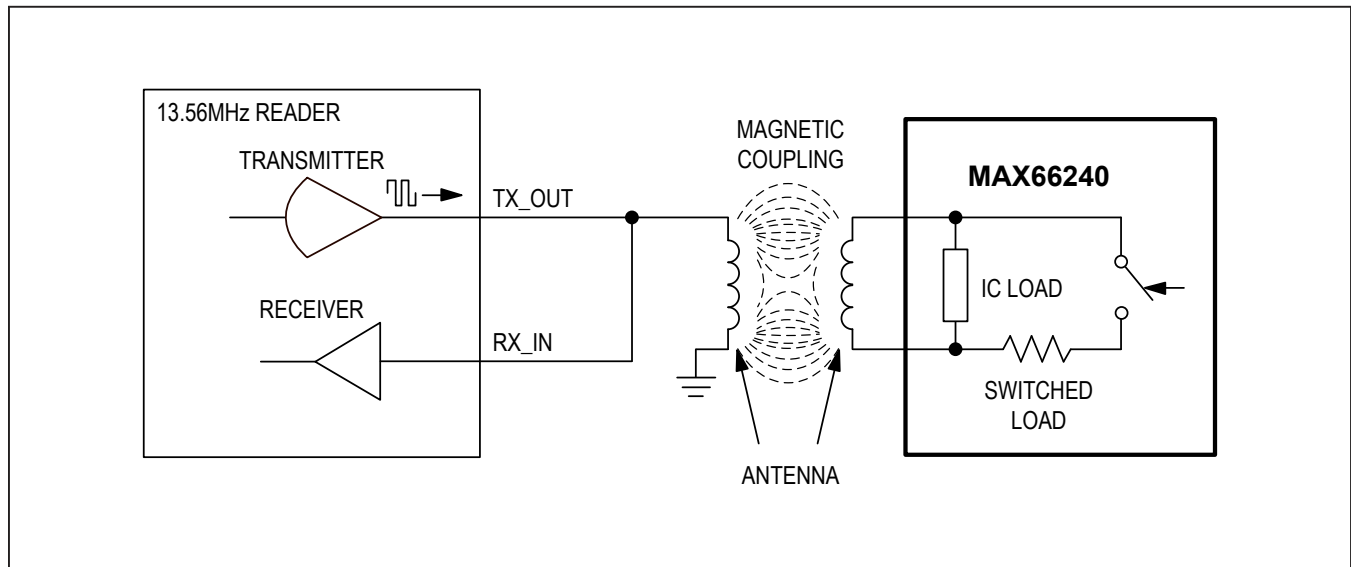 13.56MHz READER
TRANSMITTER
TX_OUT
RECEIVER
RX_IN
MAGNETIC
COUPLING
ANTENNA
MAX66240
IC LOAD
SWITCHED
LOAD